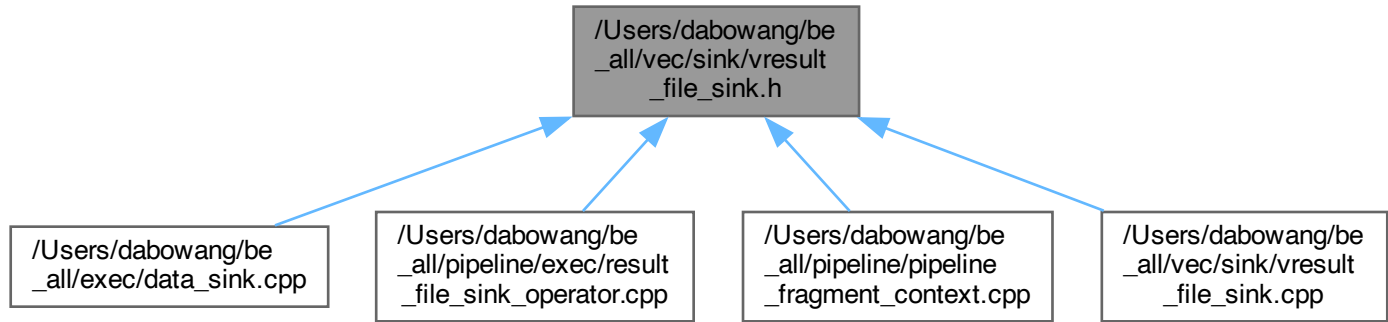 /Users/dabowang/be
_all/vec/sink/vresult
_file_sink.h
/Users/dabowang/be
_all/exec/data_sink.cpp
/Users/dabowang/be
_all/pipeline/exec/result
_file_sink_operator.cpp
/Users/dabowang/be
_all/pipeline/pipeline
_fragment_context.cpp
/Users/dabowang/be
_all/vec/sink/vresult
_file_sink.cpp